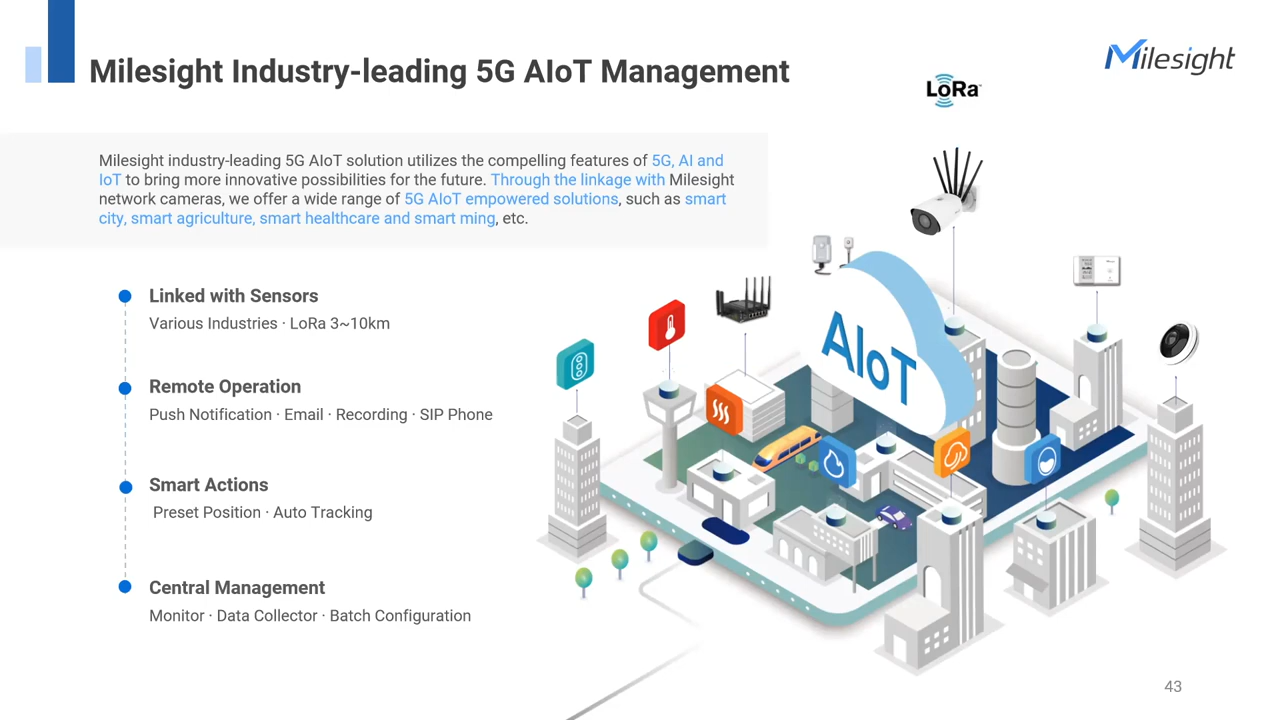 Milesight Industry-leading 5G AIoT Management
Milesight
LoRa
Milesight industry-leading 5G AIoT solution utilizes the compelling features of 5G, AI and
IoT to bring more innovative possibilities for the future. Through the linkage with Milesight
network cameras, we offer a wide range of 5G AIoT empowered solutions, such as smart
city, smart agriculture, smart healthcare and smart ming, etc.
Linked with Sensors
Various Industries · LoRa 3~10km
Remote Operation
Push Notification · Email · Recording · SIP Phone
Smart Actions
Preset Position · Auto Tracking
Central Management
Monitor · Data Collector · Batch Configuration
AIoT
43